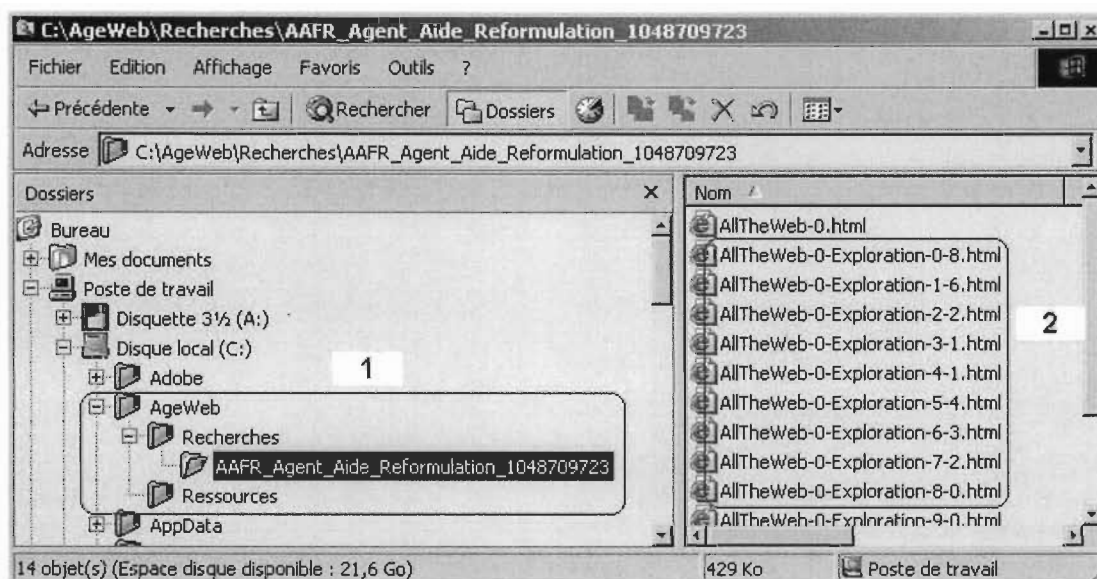 C:\AgeWeb\Recherches\AAFR_Agent_Aide_Reformulation_1048709723
Fichier Edition Affichage Favoris Outils ?
Précédente Rechercher Dossiers
Adresse C:\AgeWeb\Recherches\AAFR_Agent_Aide_Reformulation_1048709723
Dossiers
Bureau
Mes documents
Poste de travail
Disquette 3½ (A:)
Disque local (C:)
1
Adobe
AgeWeb
Recherches
AAFR_Agent_Aide_Reformulation_1048709723
Ressources
AppData
Nom
AllTheWeb-0.html
AllTheWeb-0-Exploration-0-8.html
AllTheWeb-0-Exploration-1-6.html
AllTheWeb-0-Exploration-2-2.html
2
AllTheWeb-0-Exploration-3-1.html
AllTheWeb-0-Exploration-4-1.html
AllTheWeb-0-Exploration-5-4.html
AllTheWeb-0-Exploration-6-3.html
AllTheWeb-0-Exploration-7-2.html
AllTheWeb-0-Exploration-8-0.html
AllTheWeb-0-Exploration-9-0.html
14 objet(s) (Espace disque disponible : 21,6 Go) 429 Ko Poste de travail